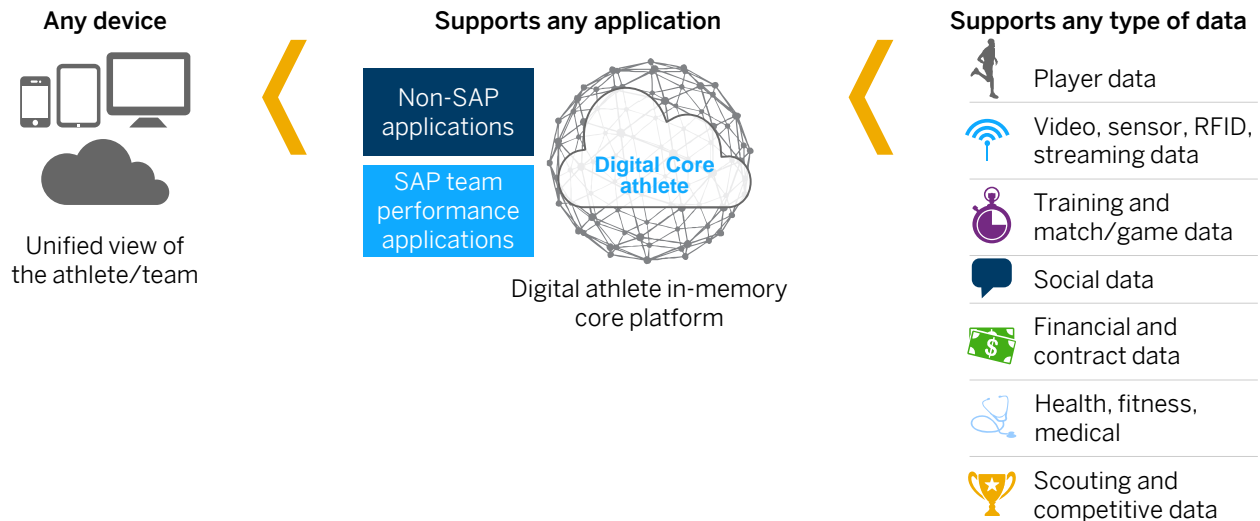 Any device
Unified view of
the athlete/team
Supports any application
Non-SAP
applications
SAP team
performance
applications
Digital Core
athlete
Digital athlete in-memory
core platform
Supports any type of data
Player data
Video, sensor, RFID,
streaming data
Training and
match/game data
Social data
Financial and
contract data
$
Health, fitness,
medical
Scouting and
competitive data